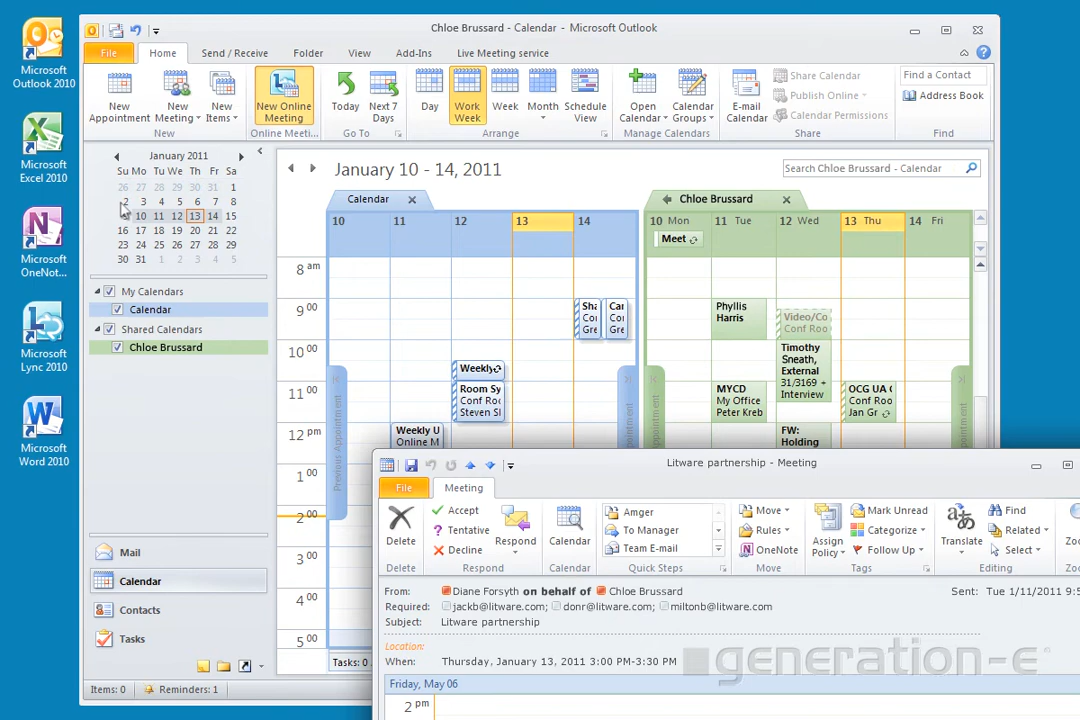 Microsoft
Outlook 2010
Microsoft
Excel 2010
Microsoft
OneNot...
Microsoft
Lync 2010
Microsoft
Word 2010
Chloe Brussard - Calendar - Microsoft Outlook
File Home Send / Receive Folder View Add-Ins Live Meeting service
New Appointment
New Meeting
New Items
New
New Online Meeting
Online Meeti...
Today
Next 7 Days
Go To
Day
Work Week
Week
Month
Schedule View
Arrange
Open Calendar
Calendar Groups
Manage Calendars
E-mail Calendar
Share Calendar
Publish Online
Calendar Permissions
Share
Find a Contact
Address Book
Find
January 2011
Su Mo Tu We Th Fr Sa
26 27 28 29 30 31 1
2 3 4 5 6 7 8
10 11 12 13 14 15
16 17 18 19 20 21 22
23 24 25 26 27 28 29
30 31 1 2 3 4 5
My Calendars
Calendar
Shared Calendars
Chloe Brussard
Mail
Calendar
Contacts
Tasks
Items: 0 Reminders: 1
January 10 - 14, 2011
Search Chloe Brussard - Calendar
Calendar
Chloe Brussard
10 11 12 13 14
10 Mon 11 Tue 12 Wed 13 Thu 14 Fri
Meet
8 am
9 00
10 00
11 00
12 pm
1 00
2 00
3 00
4 00
5 00
Tasks: 0
Previous Appointment
Sha
Coi
Gre
Car
Coi
Gre
Weekly
Room Sy
Conf Roo
Steven Sl
Weekly U
Online M
Phyllis
Harris
Video/Co
Conf Roo
Timothy
Sneath,
External
31/3169 +
Interview
MYCD
My Office
Peter Kreb
OCG UA
Conf Roo
Jan Gr
FW:
Holding
Litware partnership - Meeting
File Meeting
Delete
Delete
Accept
Tentative
Decline
Respond
Respond
Calendar
Calendar
Amger
To Manager
Team E-mail
Quick Steps
Move
Rules
OneNote
Move
Assign Policy
Mark Unread
Categorize
Follow Up
Tags
Translate
Find
Related
Select
Editing
Zoo
Zoo
From: Diane Forsyth on behalf of Chloe Brussard Sent: Tue 1/11/2011 9:5
Required: jackb@litware.com; donr@litware.com; miltonb@litware.com
Subject: Litware partnership
Location:
When: Thursday, January 13, 2011 3:00 PM-3:30 PM
generation-e
Friday, May 06
2 pm